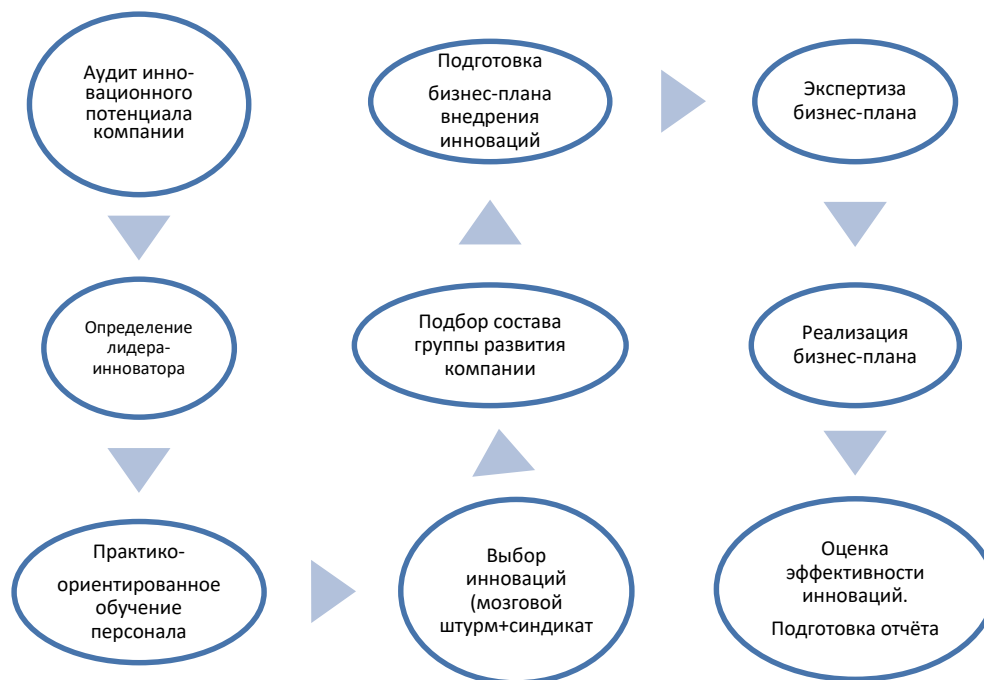 Аудит инно-
вационного
потенциала
компании
Определение
лидера-
инноватора
Практико-
ориентированное
обучение
персонала
Выбор
инноваций
(мозговой
штурм+синдикат
Подбор состава
группы развития
компании
Подготовка
бизнес-плана
внедрения
инноваций
Экспертиза
бизнес-плана
Реализация
бизнес-плана
Оценка
эффективности
инноваций.
Подготовка отчёта